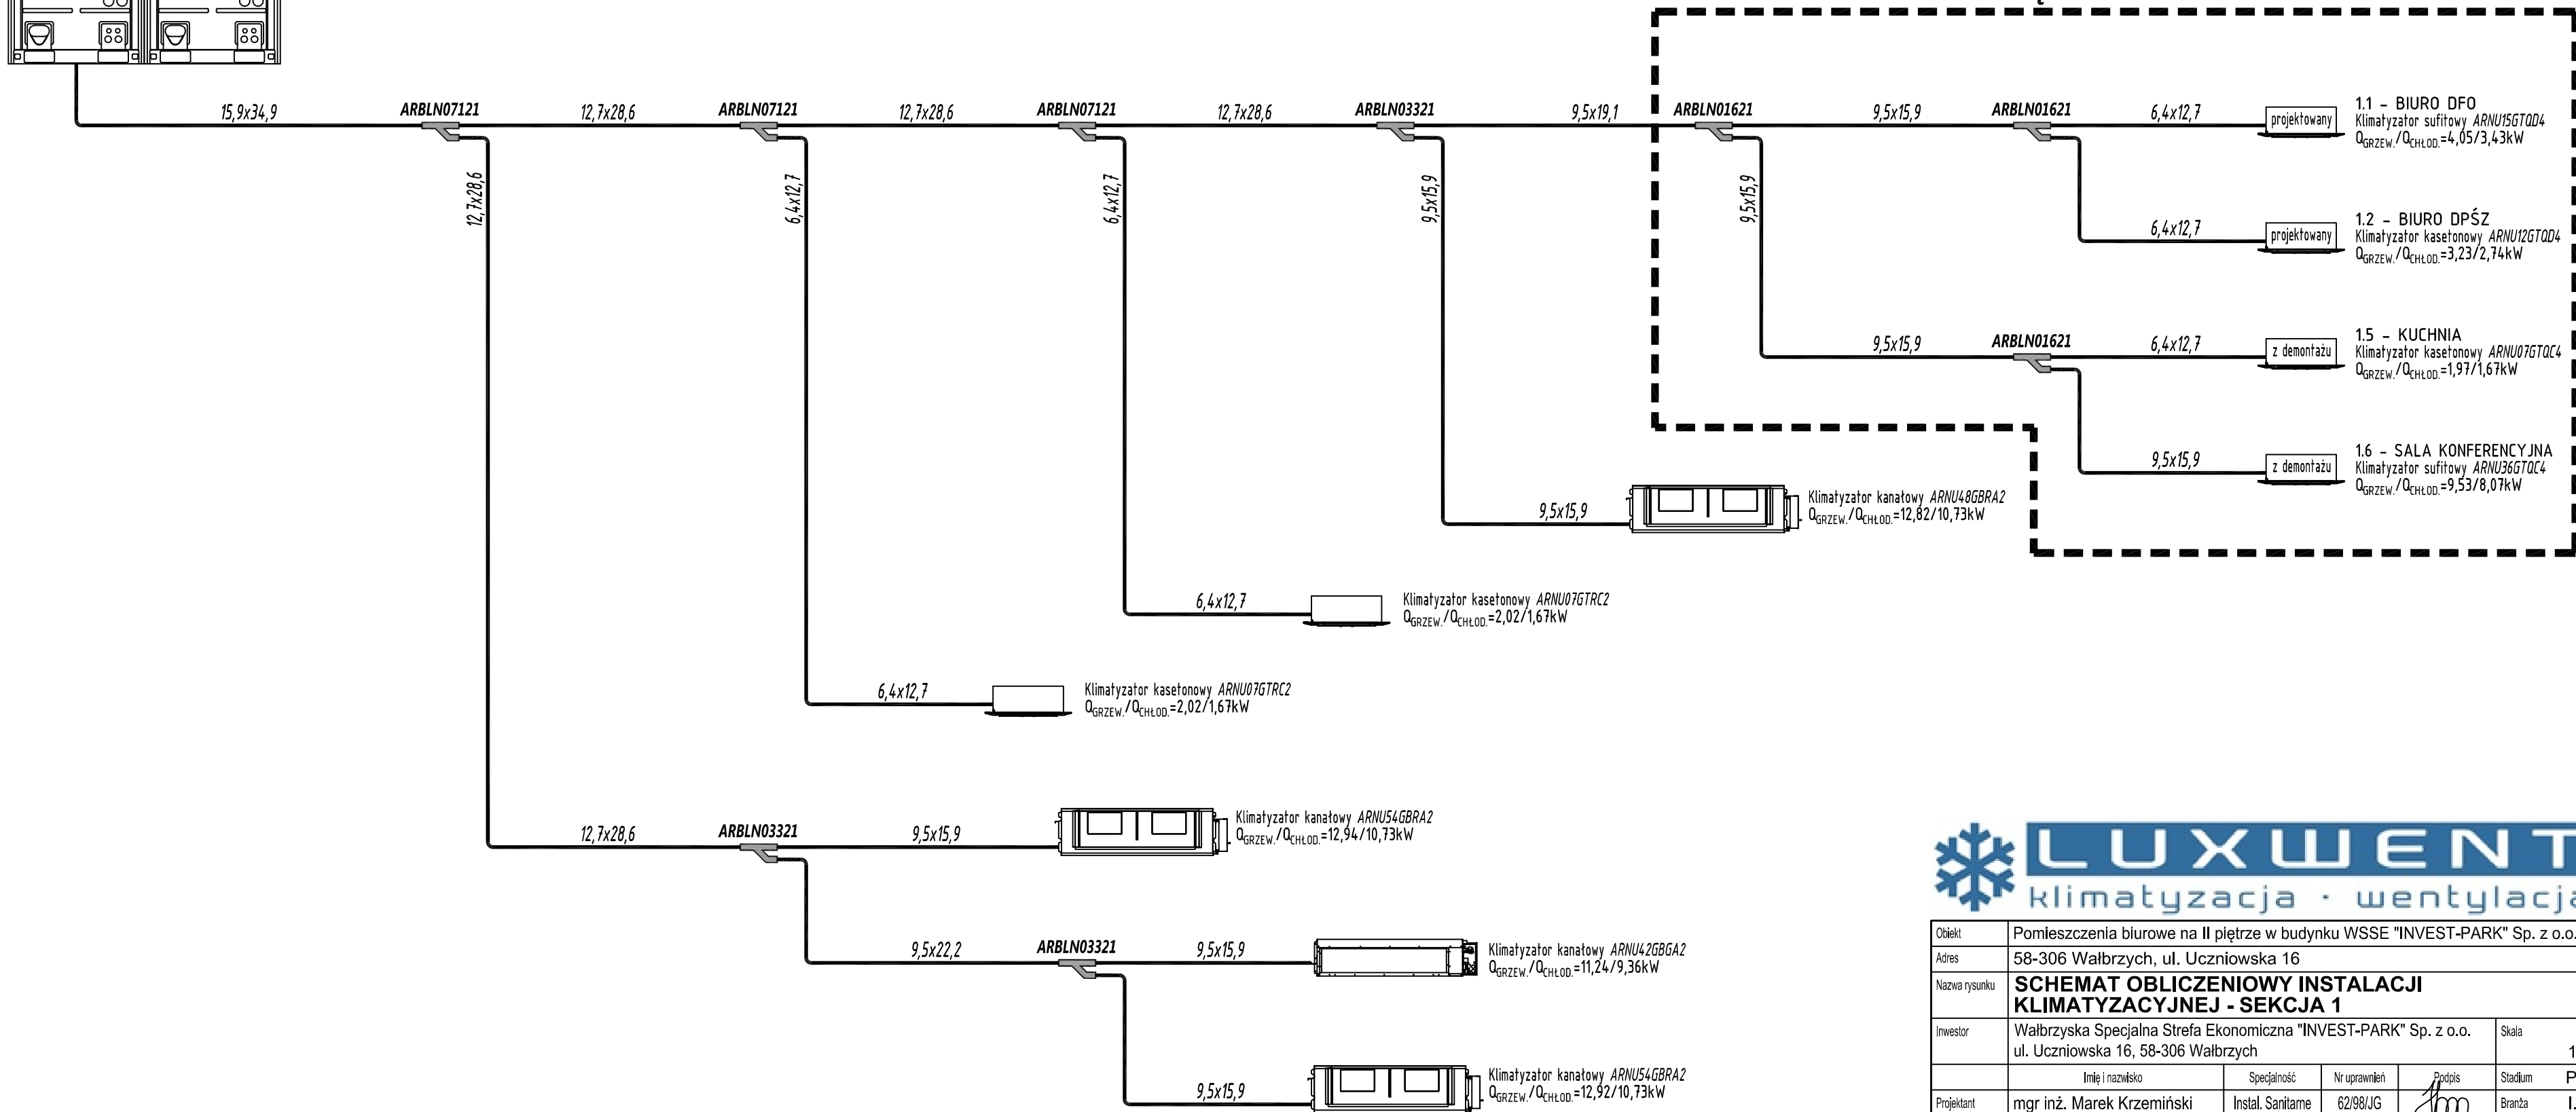 15,9x34,9
ARBLN07121
12,7x28,6
ARBLN07121
12,7x28,6
ARBLN07121
12,7x28,6
ARBLN03321
9,5x19,1
ARBLN01621
9,5x15,9
ARBLN01621
6,4x12,7
projektowany
1.1 - BIURO DFO
Klimatyzator sufitowy ARNU15GTQD4
QGRZEW./QCHŁOD.=4,05/3,43kW
12,7x28,6
6,4x12,7
6,4x12,7
9,5x15,9
9,5x15,9
6,4x12,7
projektowany
1.2 - BIURO DPŚZ
Klimatyzator kasetonowy ARNU12GTQD4
QGRZEW./QCHŁOD.=3,23/2,74kW
9,5x15,9
ARBLN01621
6,4x12,7
z demontażu
1.5 - KUCHNIA
Klimatyzator kasetonowy ARNU07GTQC4
QGRZEW./QCHŁOD.=1,97/1,67kW
9,5x15,9
z demontażu
1.6 - SALA KONFERENCYJNA
Klimatyzator sufitowy ARNU36GTQC4
QGRZEW./QCHŁOD.=9,53/8,07kW
9,5x15,9
Klimatyzator kanałowy ARNU48GBRA2
QGRZEW./QCHŁOD.=12,82/10,73kW
6,4x12,7
Klimatyzator kasetonowy ARNU07GTRC2
QGRZEW./QCHŁOD.=2,02/1,67kW
6,4x12,7
Klimatyzator kasetonowy ARNU07GTRC2
QGRZEW./QCHŁOD.=2,02/1,67kW
12,7x28,6
ARBLN03321
9,5x15,9
Klimatyzator kanałowy ARNU54GBRA2
QGRZEW./QCHŁOD.=12,94/10,73kW
9,5x22,2
ARBLN03321
9,5x15,9
Klimatyzator kanałowy ARNU42GBGA2
QGRZEW./QCHŁOD.=11,24/9,36kW
9,5x15,9
Klimatyzator kanałowy ARNU54GBRA2
QGRZEW./QCHŁOD.=12,92/10,73kW
LUXWENT
klimatyzacja · wentylacja
Obiekt Pomieszczenia biurowe na II piętrze w budynku WSSE "INVEST-PARK" Sp. z o.o.
Adres 58-306 Wałbrzych, ul. Uczniowska 16
Nazwa rysunku SCHEMAT OBLICZENIOWY INSTALACJI
KLIMATYZACYJNEJ - SEKCJA 1
Inwestor Wałbrzyska Specjalna Strefa Ekonomiczna "INVEST-PARK" Sp. z o.o. Skala
ul. Uczniowska 16, 58-306 Wałbrzych 1
Imię i nazwisko Specjalność Nr uprawnień Podpis Stadium P
Projektant mgr inż. Marek Krzemiński Instal. Sanitarne 62/98/JG Branża